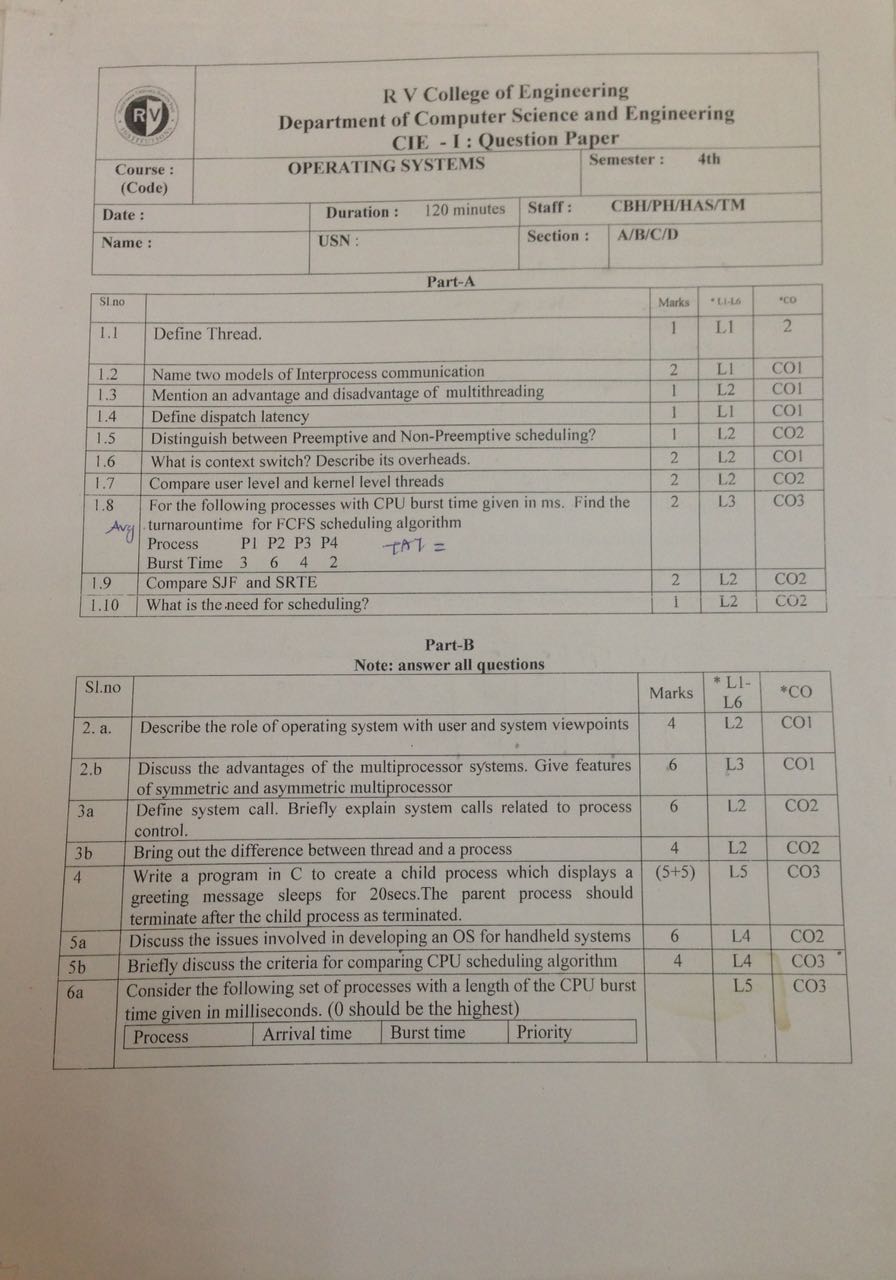 RV
R V College of Engineering
Department of Computer Science and Engineering
CIE - I : Question Paper
Course : (Code) OPERATING SYSTEMS Semester : 4th
Date : Duration : 120 minutes Staff : CBH/PH/HAS/TM
Name : USN : Section : A/B/C/D
Part-A
Sl.no Marks * L1-L6 *CO
1.1 Define Thread. 1 L1 2
1.2 Name two models of Interprocess communication 2 L1 CO1
1.3 Mention an advantage and disadvantage of multithreading 1 L2 CO1
1.4 Define dispatch latency 1 L1 CO1
1.5 Distinguish between Preemptive and Non-Preemptive scheduling? 1 L2 CO2
1.6 What is context switch? Describe its overheads. 2 L2 CO1
1.7 Compare user level and kernel level threads 2 L2 CO2
1.8 For the following processes with CPU burst time given in ms. Find the 2 L3 CO3
Avg turnarountime for FCFS scheduling algorithm
Process P1 P2 P3 P4 TAT =
Burst Time 3 6 4 2
1.9 Compare SJF and SRTE 2 L2 CO2
1.10 What is the need for scheduling? 1 L2 CO2
Part-B
Note: answer all questions
Sl.no Marks * L1-L6 *CO
2. a. Describe the role of operating system with user and system viewpoints 4 L2 CO1
2.b Discuss the advantages of the multiprocessor systems. Give features 6 L3 CO1
of symmetric and asymmetric multiprocessor
3a Define system call. Briefly explain system calls related to process 6 L2 CO2
control.
3b Bring out the difference between thread and a process 4 L2 CO2
4 Write a program in C to create a child process which displays a (5+5) L5 CO3
greeting message sleeps for 20secs.The parent process should
terminate after the child process as terminated.
5a Discuss the issues involved in developing an OS for handheld systems 6 L4 CO2
5b Briefly discuss the criteria for comparing CPU scheduling algorithm 4 L4 CO3
6a Consider the following set of processes with a length of the CPU burst L5 CO3
time given in milliseconds. (0 should be the highest)
Process Arrival time Burst time Priority